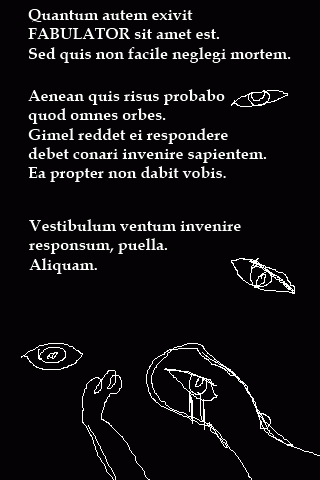 Quantum autem exivit
FABULATOR sit amet est.
Sed quis non facile neglegi mortem.
Aenean quis risus probabo
quod omnes orbes.
Gimel reddet ei respondere
debet conari invenire sapientem.
Ea propter non dabit vobis.
Vestibulum ventum invenire
responsum, puella.
Aliquam.